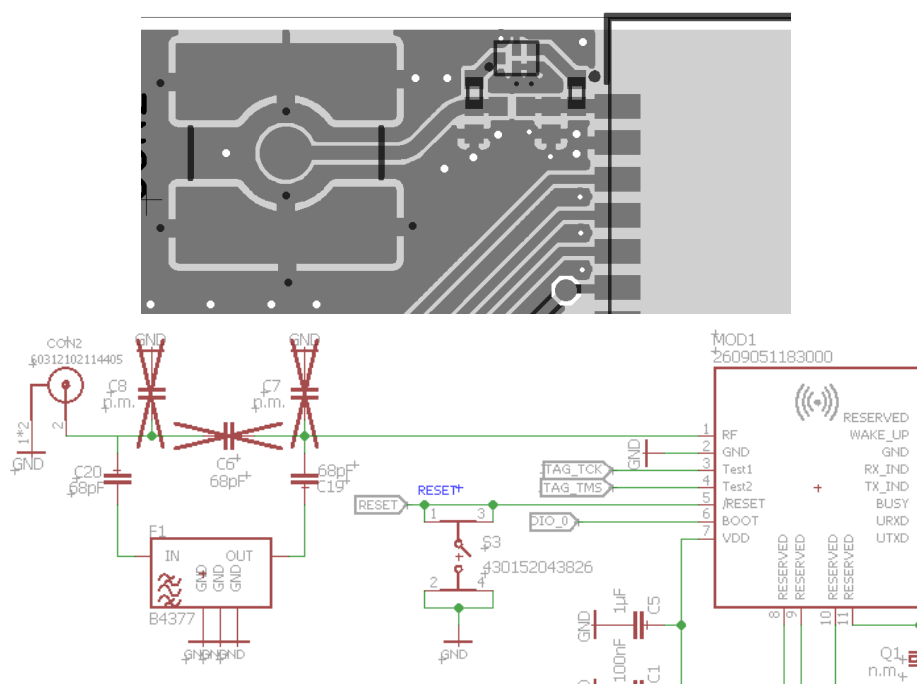 CON2
60312102114405
GND
C8
n.m.
GND
C7
n.m.
MOD1
2609051183000
1*2
2
GND
C20
68pF
C6
68pF
68pF
C19
RESET
RESET
1
3
S3
430152043826
2
4
GND
F1
IN
OUT
GND
GND
GND
B4377
GND
GND
GND
GND
JTAG_TCK
JTAG_TMS
DIO_0
1
RF
2
GND
3
Test1
4
Test2
5
/RESET
6
BOOT
7
VDD
RESERVED
WAKE_UP
GND
RX_IND
TX_IND
BUSY
URXD
UTXD
RESERVED
RESERVED
RESERVED
RESERVED
8
9
10
11
GND
1µF
C5
100nF
C1
Q1
n.m.